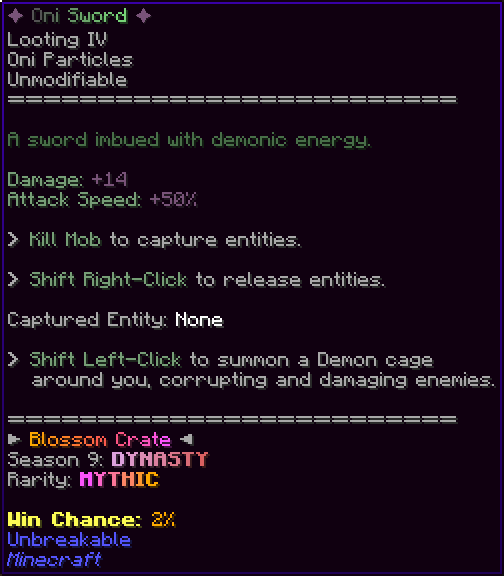 ✦ Oni Sword ✦
Looting IV
Oni Particles
Unmodifiable
===========================
A sword imbued with demonic energy.
Damage: +14
Attack Speed: +50%
> Kill Mob to capture entities.
> Shift Right-Click to release entities.
Captured Entity: None
> Shift Left-Click to summon a Demon cage
around you, corrupting and damaging enemies.
===========================
► Blossom Crate ◄
Season 9: DYNASTY
Rarity: MYTHIC
Win Chance: 2%
Unbreakable
Minecraft